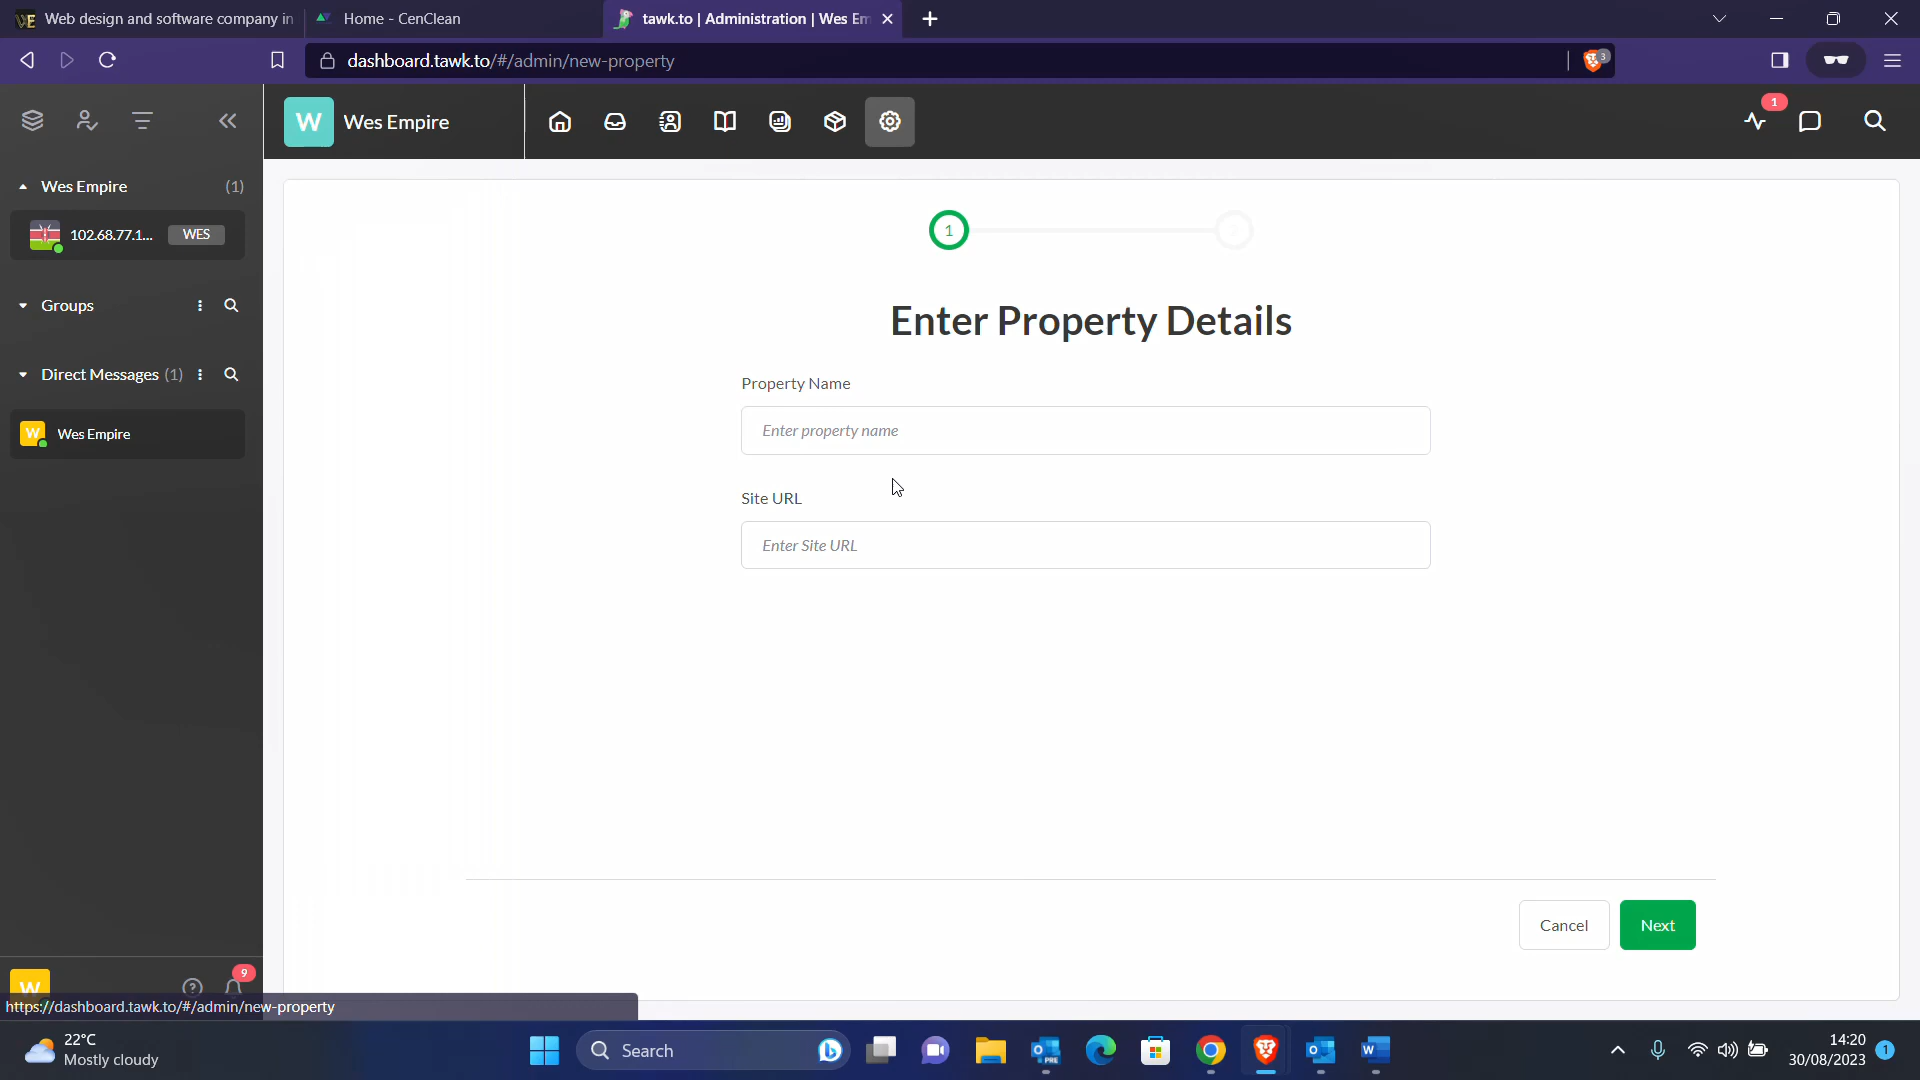 Web design and software company in
Home - CenClean
tawk.to | Administration | Wes Em
dashboard.tawk.to/#/admin/new-property
3
W
Wes Empire
1
Wes Empire
(1)
102.68.77.1...
WES
Groups
Direct Messages (1)
W
Wes Empire
1
Enter Property Details
Property Name
Enter property name
Site URL
Enter Site URL
Cancel
Next
W
9
https://dashboard.tawk.to/#/admin/new-property
22°C
Mostly cloudy
Search
PRE
14:20
30/08/2023
1